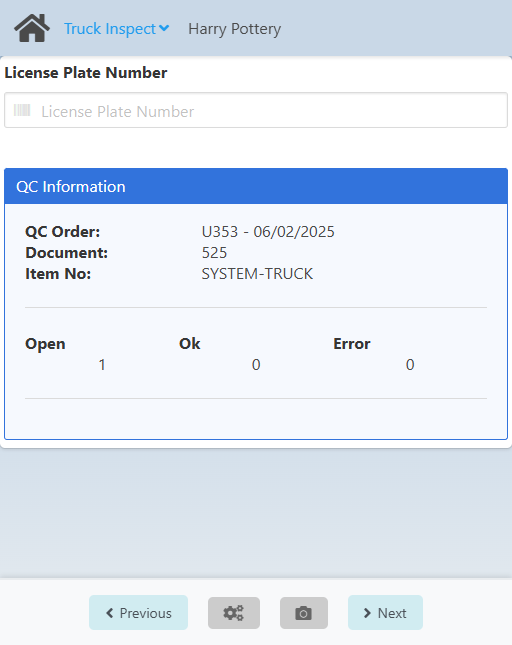 Truck Inspect Harry Pottery
License Plate Number
License Plate Number
QC Information
QC Order: U353 - 06/02/2025
Document: 525
Item No: SYSTEM-TRUCK
Open Ok Error
1 0 0
Previous Next